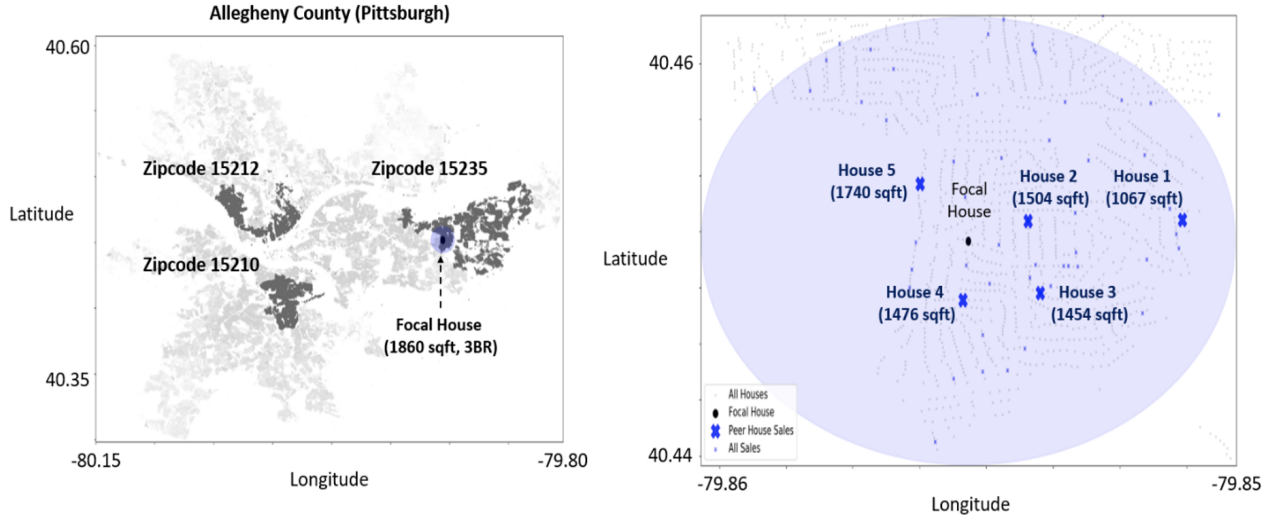 Allegheny County (Pittsburgh)
40.60
Zipcode 15212
Zipcode 15235
Latitude
Zipcode 15210
Focal House
(1860 sqft, 3BR)
40.35
-80.15
-79.80
Longitude
40.46
House 5
(1740 sqft)
Focal
House
House 2
(1504 sqft)
House 1
(1067 sqft)
Latitude
House 4
(1476 sqft)
House 3
(1454 sqft)
All Houses
Focal House
Peer House Sales
All Sales
40.44
-79.86
-79.85
Longitude